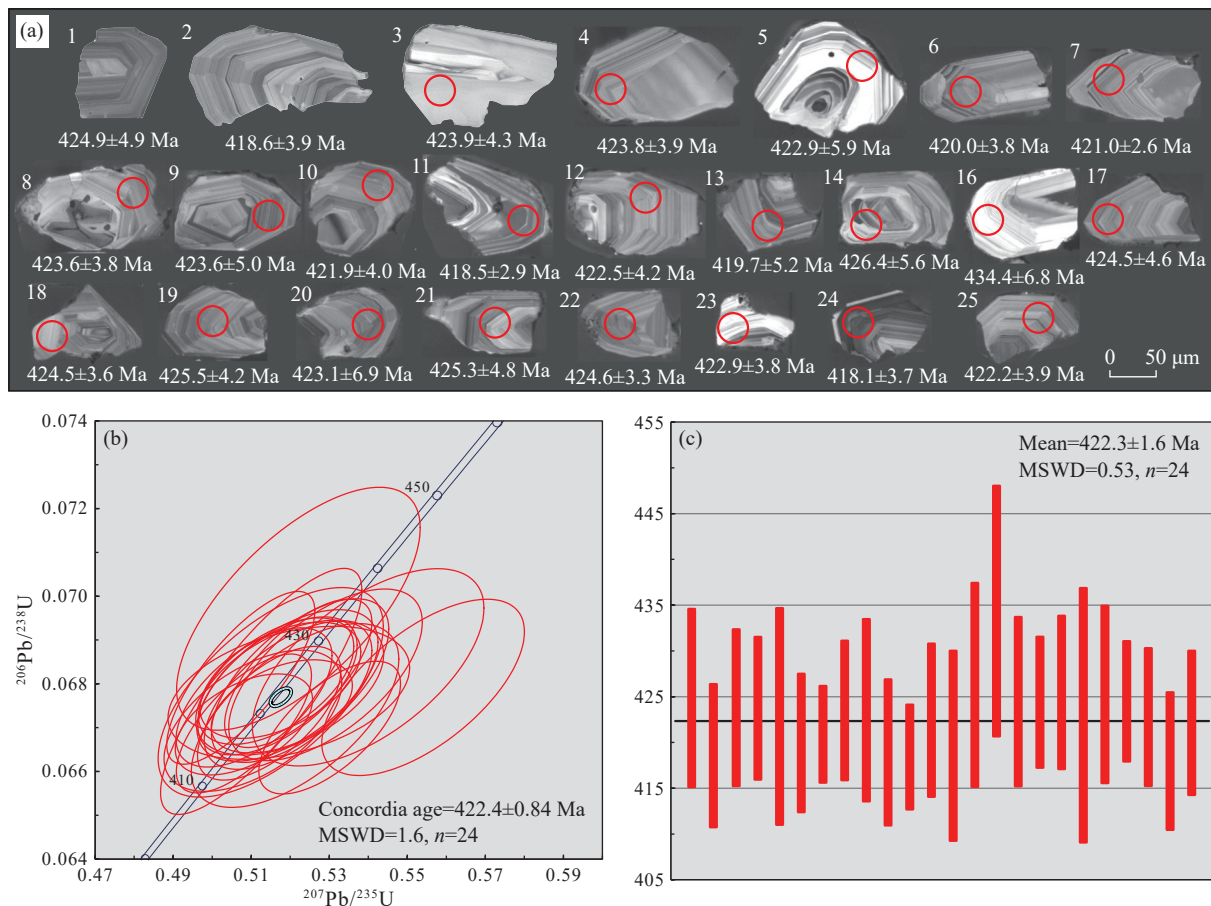 (a)
1 2 3 4 5 6 7
424.9±4.9 Ma 418.6±3.9 Ma 423.9±4.3 Ma 423.8±3.9 Ma 422.9±5.9 Ma 420.0±3.8 Ma 421.0±2.6 Ma
8 9 10 11 12 13 14 16 17
423.6±3.8 Ma 423.6±5.0 Ma 421.9±4.0 Ma 418.5±2.9 Ma 422.5±4.2 Ma 419.7±5.2 Ma 426.4±5.6 Ma 434.4±6.8 Ma 424.5±4.6 Ma
18 19 20 21 22 23 24 25
424.5±3.6 Ma 425.5±4.2 Ma 423.1±6.9 Ma 425.3±4.8 Ma 424.6±3.3 Ma 422.9±3.8 Ma 418.1±3.7 Ma 422.2±3.9 Ma
0 50 μm
(b)
0.074
0.072
0.070
0.068
0.066
0.064
²⁰⁶Pb/²³⁸U
450
430
410
Concordia age=422.4±0.84 Ma
MSWD=1.6, n=24
0.47 0.49 0.51 0.53 0.55 0.57 0.59
²⁰⁷Pb/²³⁵U
(c)
Mean=422.3±1.6 Ma
MSWD=0.53, n=24
455
445
435
425
415
405